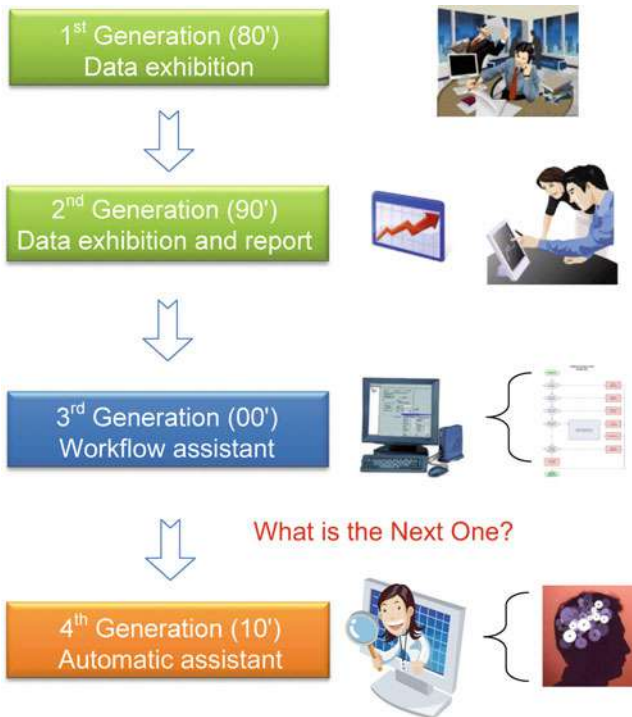 1st Generation (80')
Data exhibition
2nd Generation (90')
Data exhibition and report
3rd Generation (00')
Workflow assistant
What is the Next One?
4th Generation (10')
Automatic assistant